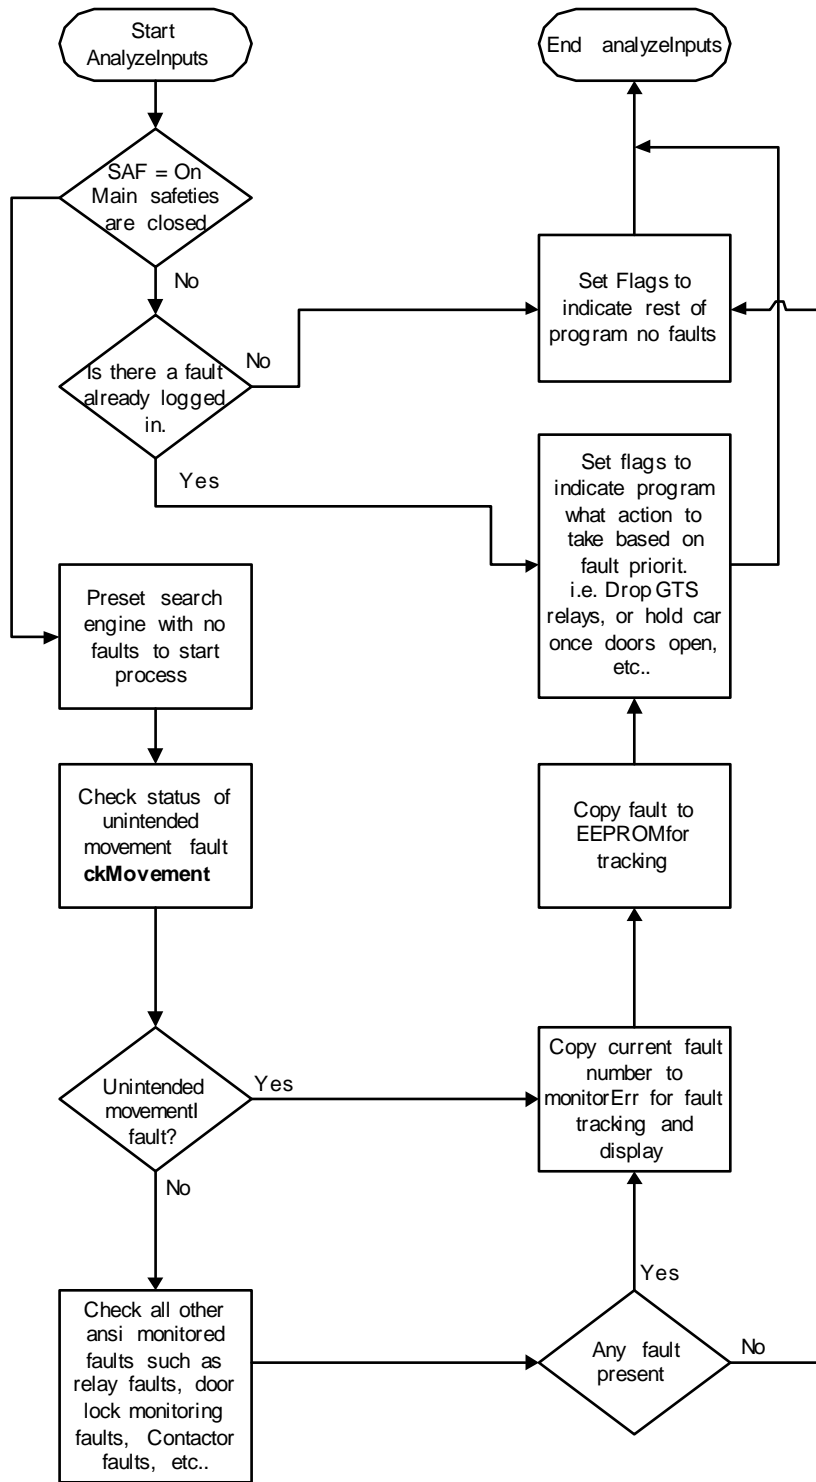 Start
AnalyzeInputs
SAF = On
Main safeties
are closed
No
Is there a fault
already logged
in.
No
Yes
Preset search
engine with no
faults to start
process
Check status of
unintended
movement fault
ckMovement
Unintended
movementl
fault?
Yes
No
Check all other
ansi monitored
faults such as
relay faults, door
lock monitoring
faults, Contactor
faults, etc..
End analyzeInputs
Set Flags to
indicate rest of
program no faults
Set flags to
indicate program
what action to
take based on
fault priorit.
i.e. Drop GTS
relays, or hold car
once doors open,
etc..
Copy fault to
EEPROMfor
tracking
Copy current fault
number to
monitorErr for fault
tracking and
display
Yes
Any fault
present
No